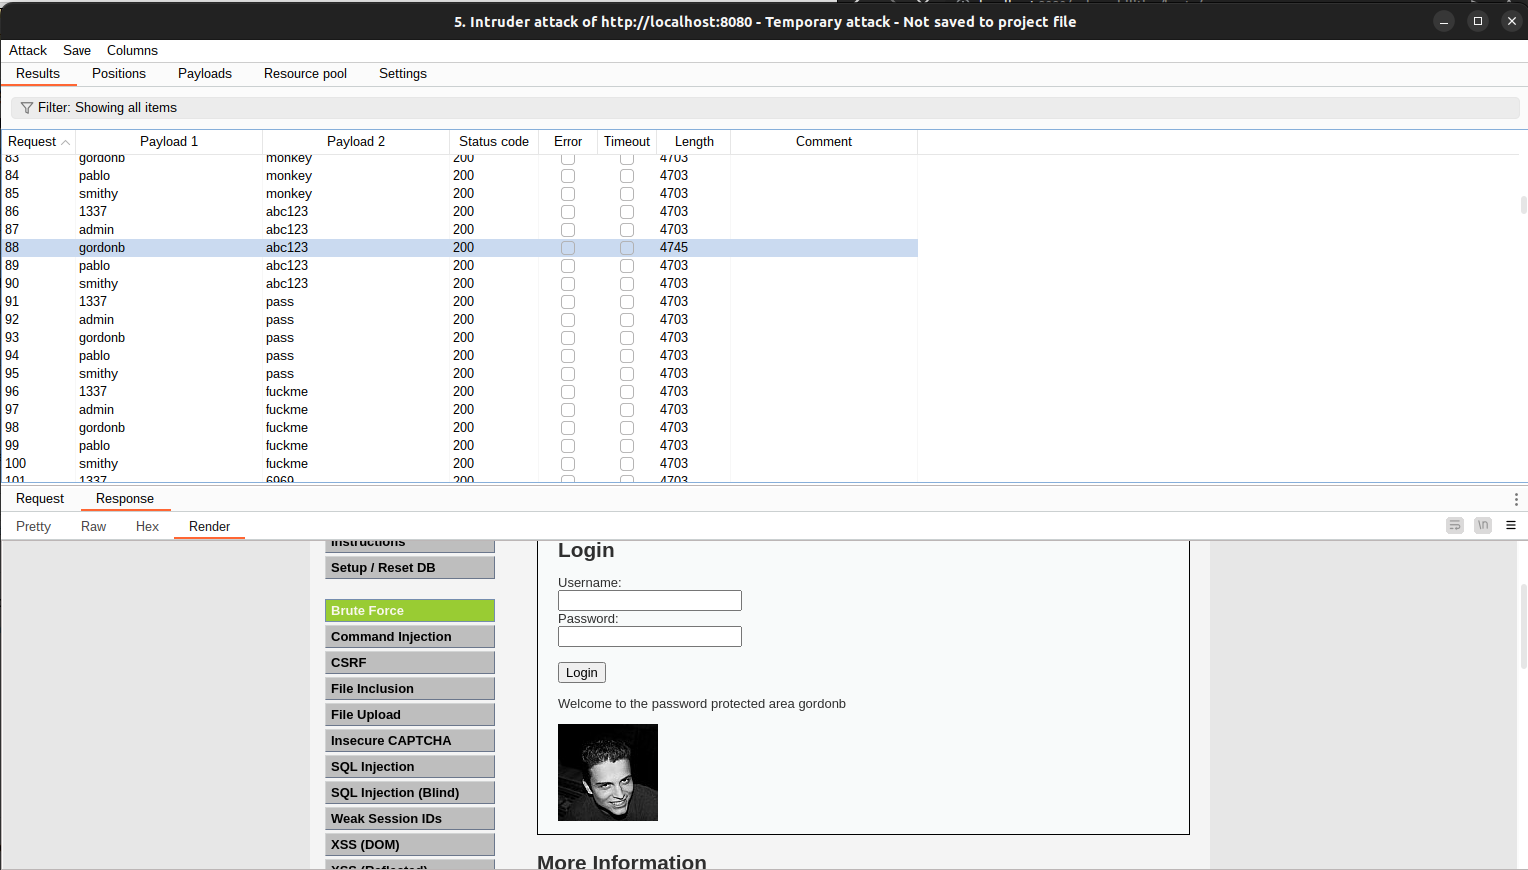 5. Intruder attack of http://localhost:8080 - Temporary attack - Not saved to project file
Attack Save Columns
Results Positions Payloads Resource pool Settings
Filter: Showing all items
Request Payload 1 Payload 2 Status code Error Timeout Length Comment
83 gordonb monkey 200 4703
84 pablo monkey 200 4703
85 smithy monkey 200 4703
86 1337 abc123 200 4703
87 admin abc123 200 4703
88 gordonb abc123 200 4745
89 pablo abc123 200 4703
90 smithy abc123 200 4703
91 1337 pass 200 4703
92 admin pass 200 4703
93 gordonb pass 200 4703
94 pablo pass 200 4703
95 smithy pass 200 4703
96 1337 fuckme 200 4703
97 admin fuckme 200 4703
98 gordonb fuckme 200 4703
99 pablo fuckme 200 4703
100 smithy fuckme 200 4703
101 1337 6969 200 4703
Request Response
Pretty Raw Hex Render
\n
Instructions
Setup / Reset DB
Brute Force
Command Injection
CSRF
File Inclusion
File Upload
Insecure CAPTCHA
SQL Injection
SQL Injection (Blind)
Weak Session IDs
XSS (DOM)
XSS (Reflected)
Login
Username:
Password:
Login
Welcome to the password protected area gordonb
More Information